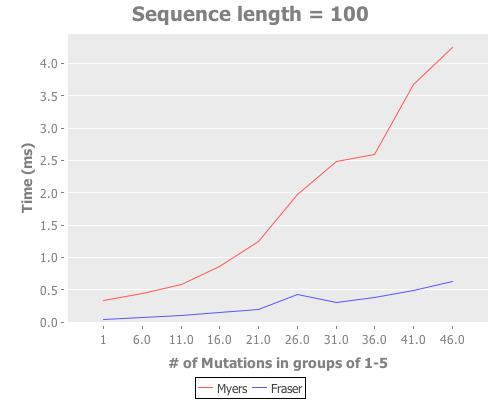 Sequence length = 100
4.0
3.5
3.0
2.5
2.0
1.5
1.0
0.5
0.0
Time (ms)
1 6.0 11.0 16.0 21.0 26.0 31.0 36.0 41.0 46.0
# of Mutations in groups of 1-5
Myers Fraser